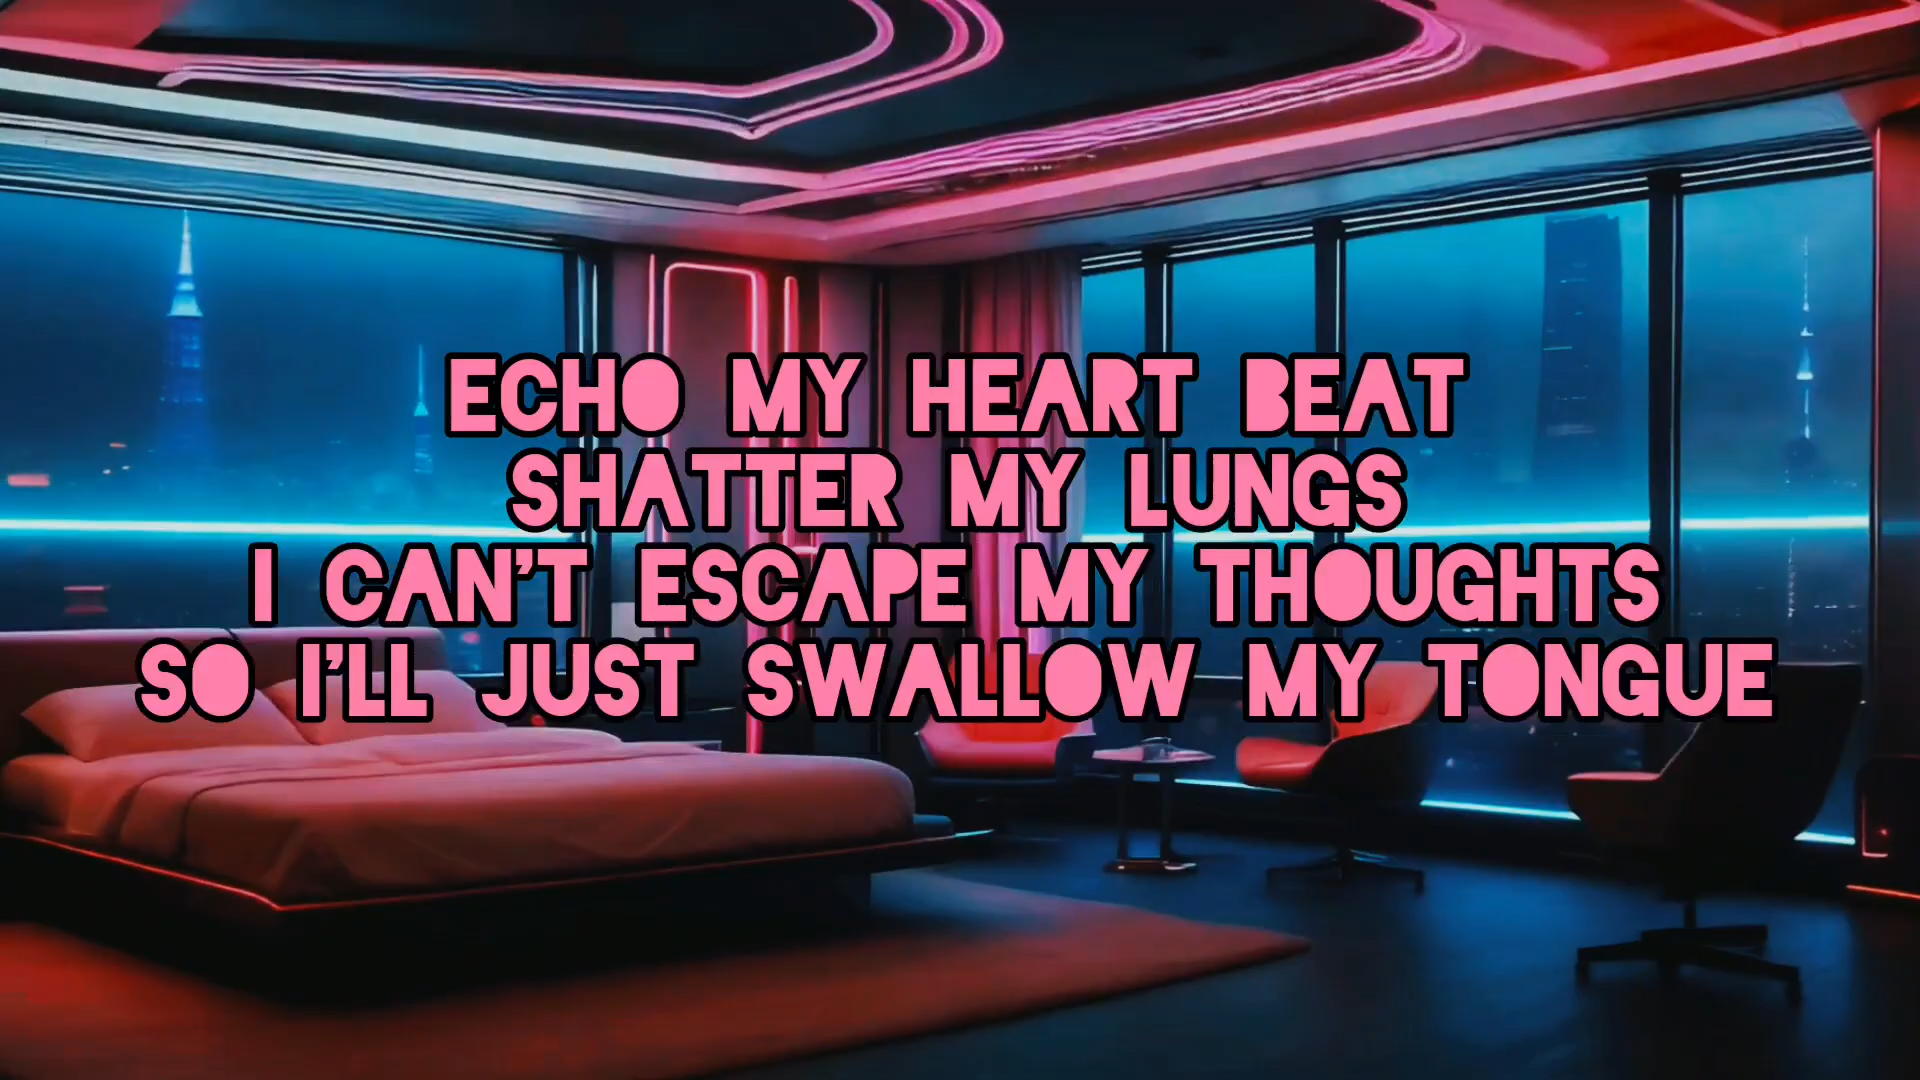 ECHO MY HEART BEAT
SHATTER MY LUNGS
I CAN'T ESCAPE MY THOUGHTS
SO I'LL JUST SWALLOW MY TONGUE